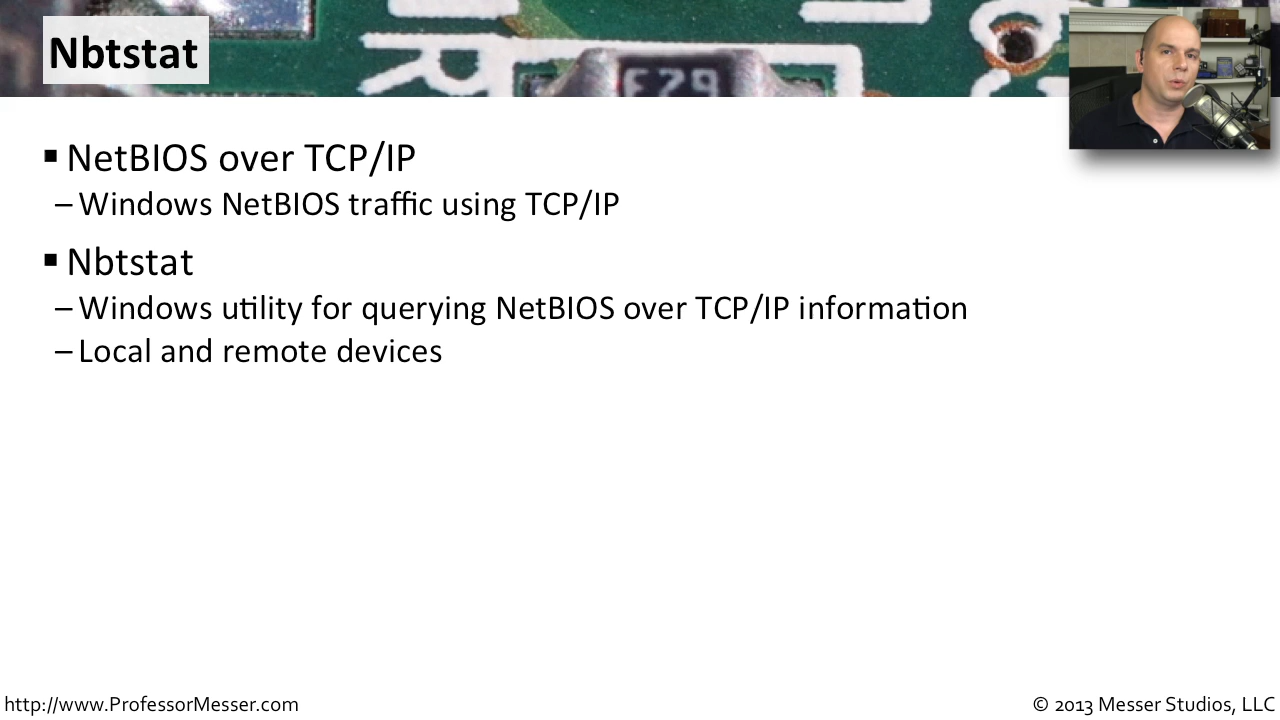 Nbtstat
▪ NetBIOS over TCP/IP
– Windows NetBIOS traffic using TCP/IP
▪ Nbtstat
– Windows utility for querying NetBIOS over TCP/IP information
– Local and remote devices
http://www.ProfessorMesser.com
© 2013 Messer Studios, LLC